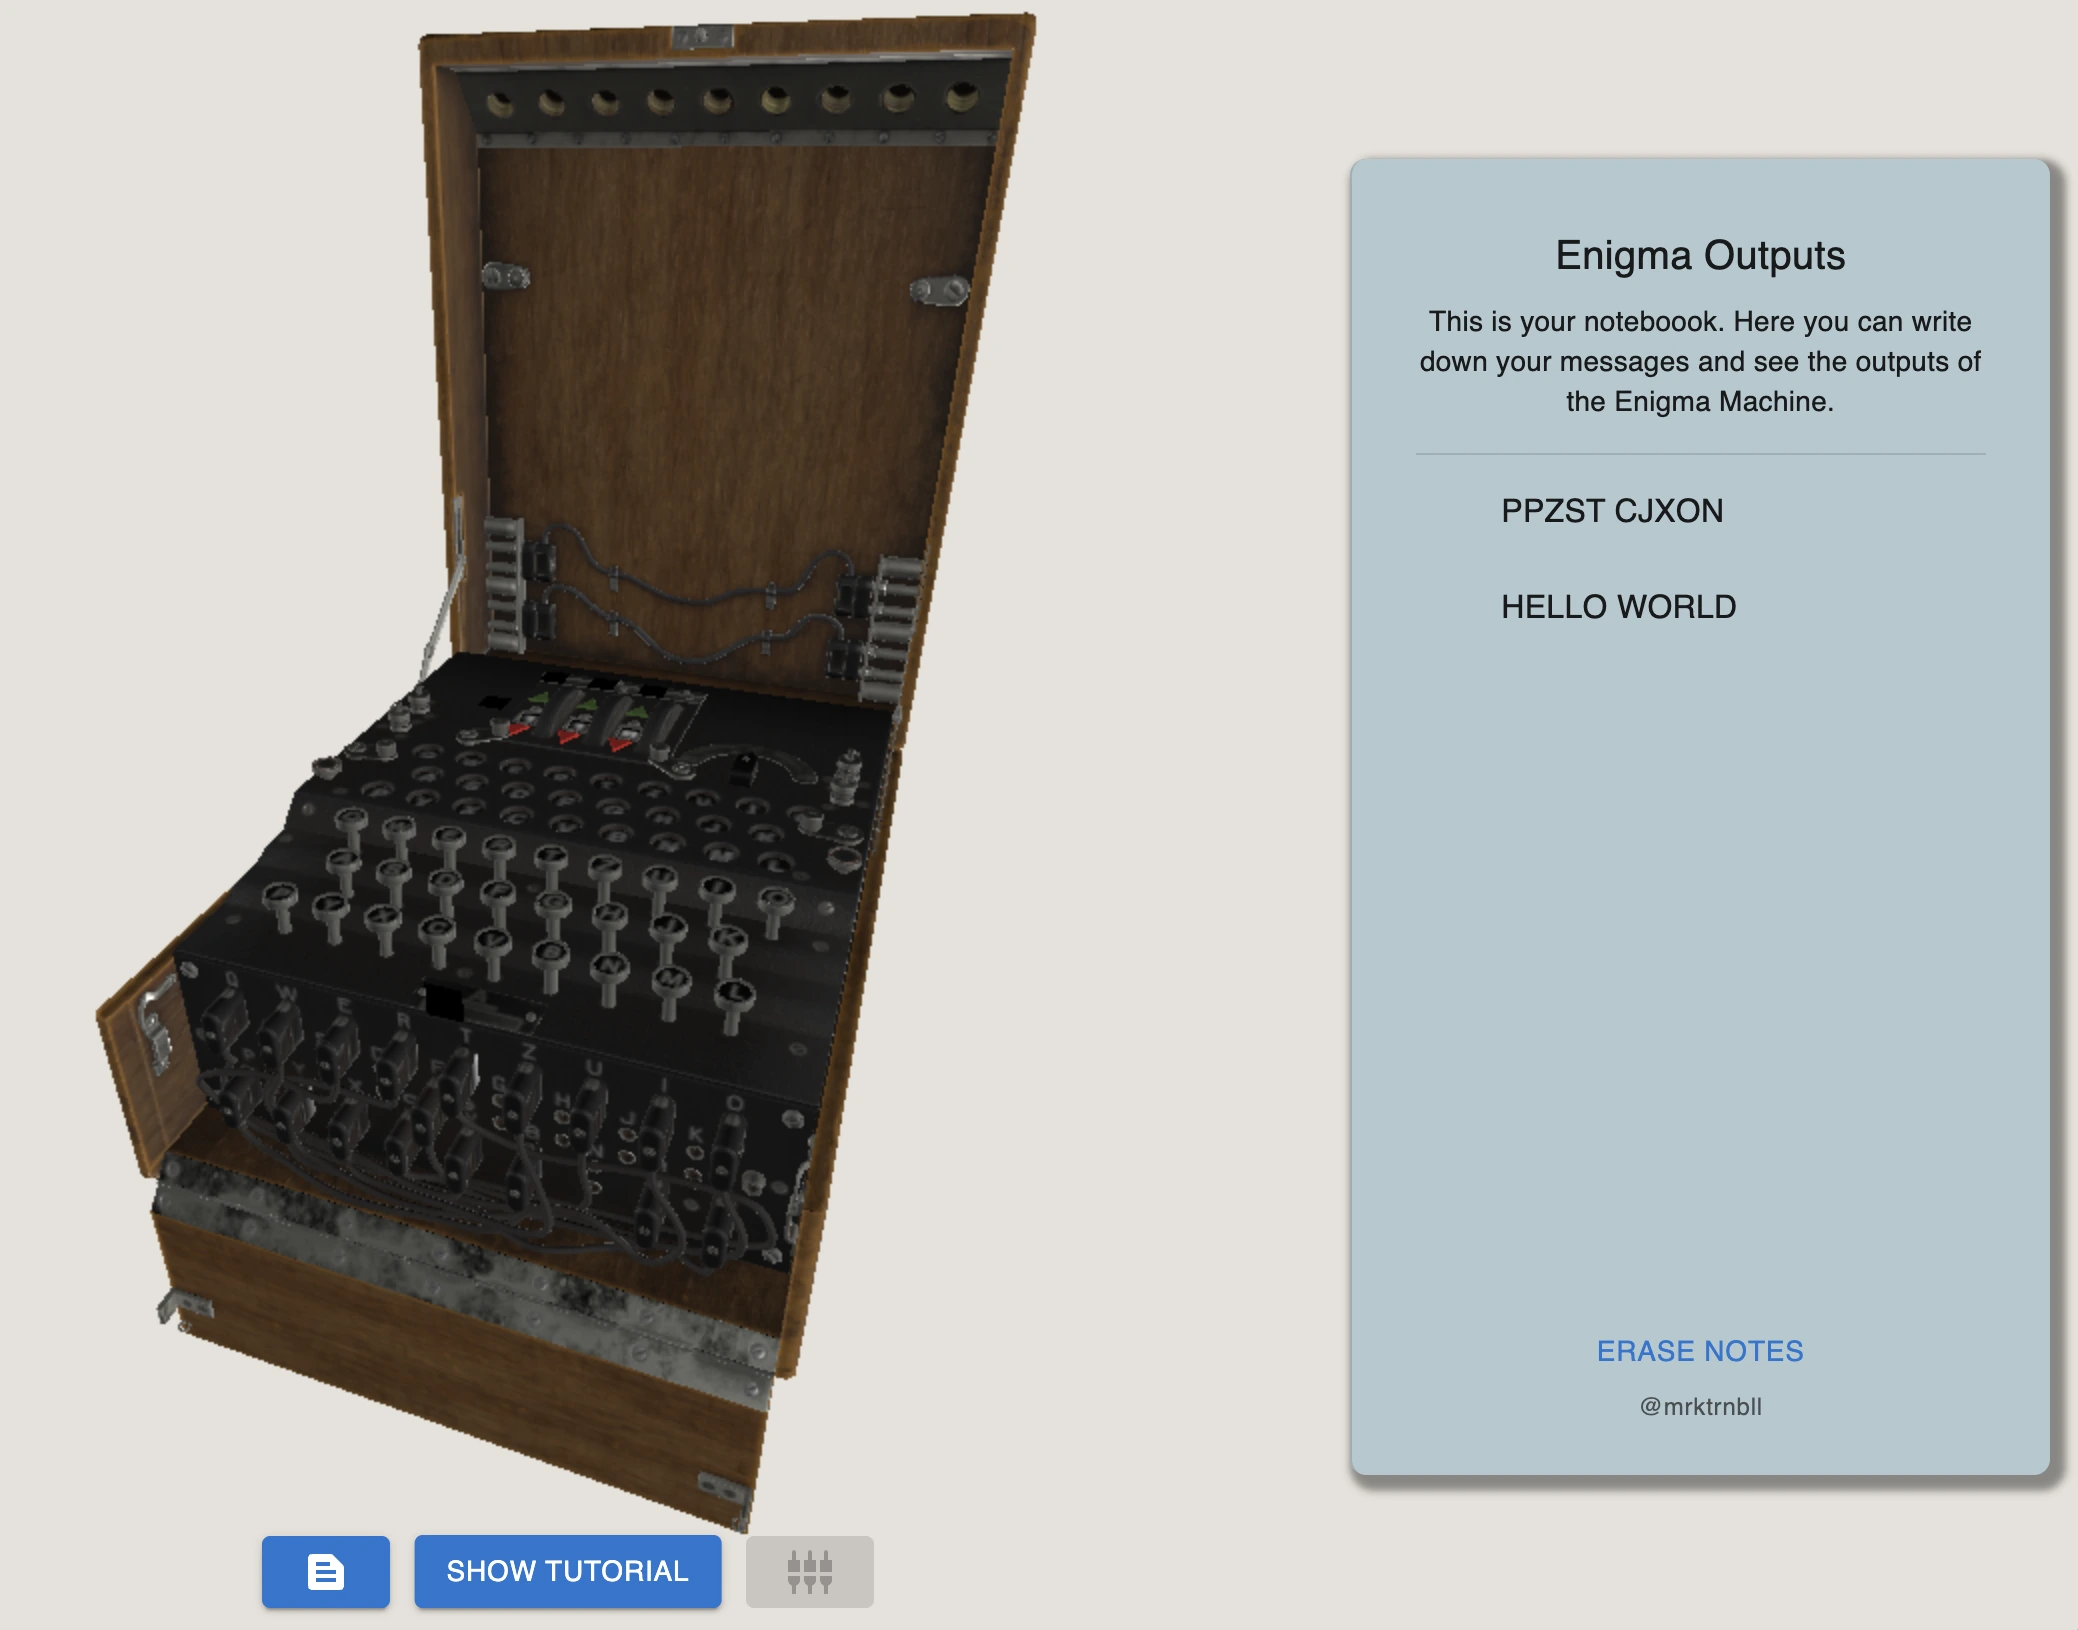 Enigma Outputs
This is your noteboook. Here you can write
down your messages and see the outputs of
the Enigma Machine.
PPZST CJXON
HELLO WORLD
ERASE NOTES
@mrktrnbll
SHOW TUTORIAL